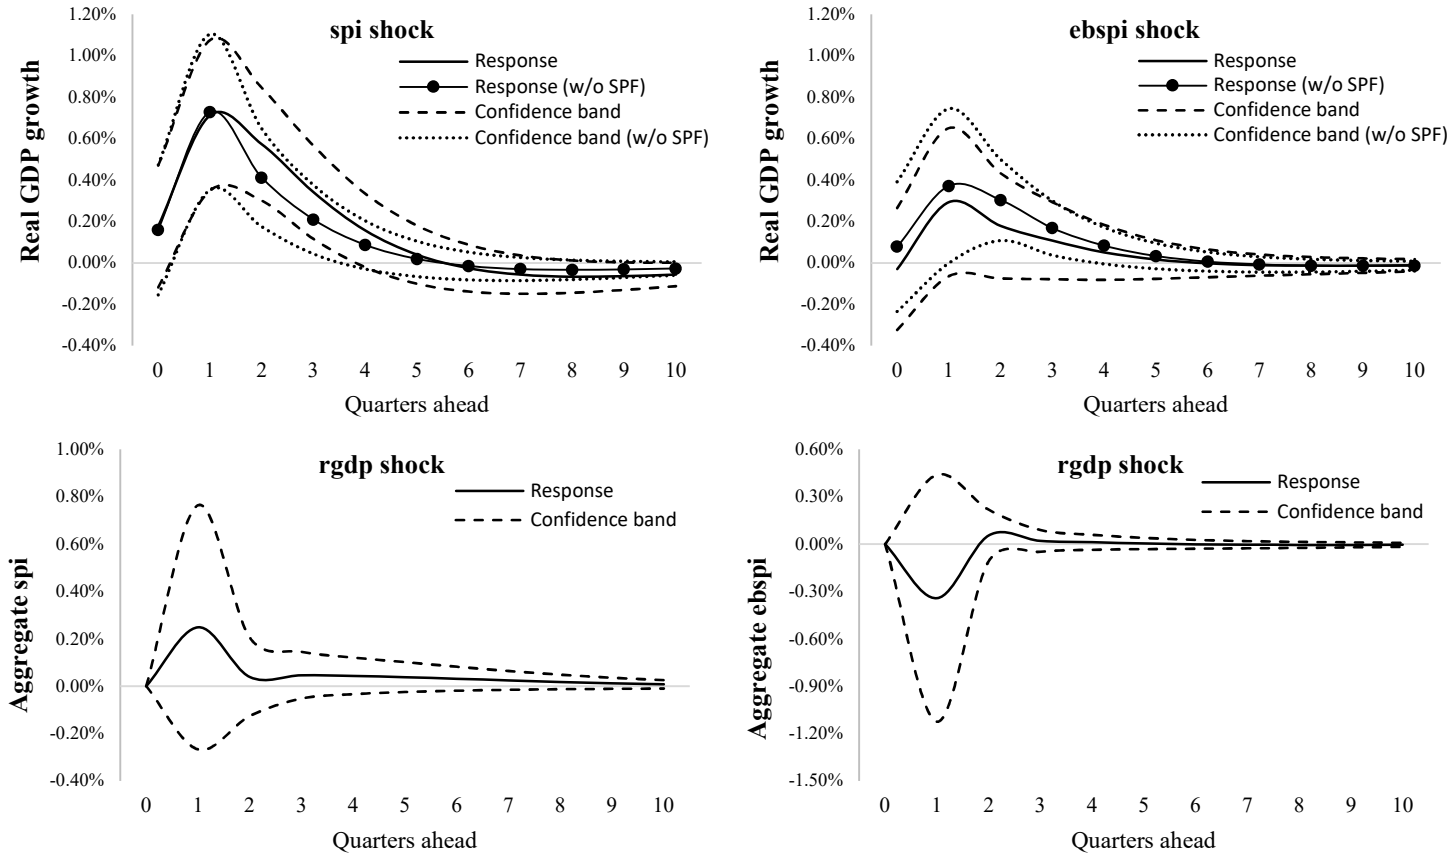 spi shock
Real GDP growth
1.20%
1.00%
0.80%
0.60%
0.40%
0.20%
0.00%
-0.20%
-0.40%
Response
Response (w/o SPF)
Confidence band
Confidence band (w/o SPF)
0 1 2 3 4 5 6 7 8 9 10
Quarters ahead
ebspi shock
Real GDP growth
1.20%
1.00%
0.80%
0.60%
0.40%
0.20%
0.00%
-0.20%
-0.40%
Response
Response (w/o SPF)
Confidence band
Confidence band (w/o SPF)
0 1 2 3 4 5 6 7 8 9 10
Quarters ahead
rgdp shock
Aggregate spi
1.00%
0.80%
0.60%
0.40%
0.20%
0.00%
-0.20%
-0.40%
Response
Confidence band
0 1 2 3 4 5 6 7 8 9 10
Quarters ahead
rgdp shock
Aggregate ebspi
0.60%
0.30%
0.00%
-0.30%
-0.60%
-0.90%
-1.20%
-1.50%
Response
Confidence band
0 1 2 3 4 5 6 7 8 9 10
Quarters ahead